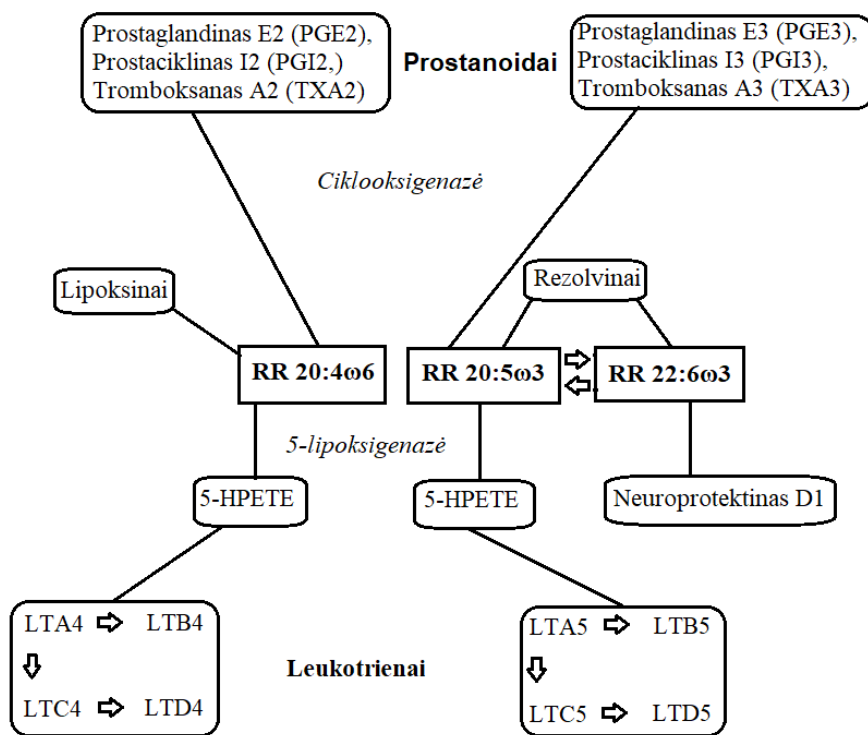 Prostaglandinas E2 (PGE2),
Prostaciklinas I2 (PGI2,)
Tromboksanas A2 (TXA2)
Prostanoidai
Prostaglandinas E3 (PGE3),
Prostaciklinas I3 (PGI3),
Tromboksanas A3 (TXA3)
Ciklooksigenazė
Lipoksinai
Rezolvinai
RR 20:4ω6
RR 20:5ω3
RR 22:6ω3
5-lipoksigenazė
5-HPETE
5-HPETE
Neuroprotektinas D1
LTA4 LTB4
LTC4 LTD4
Leukotrienai
LTA5 LTB5
LTC5 LTD5